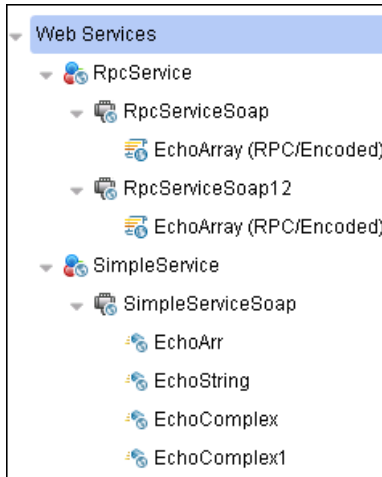 Web Services
RpcService
RpcServiceSoap
EchoArray (RPC/Encoded)
RpcServiceSoap12
EchoArray (RPC/Encoded)
SimpleService
SimpleServiceSoap
EchoArr
EchoString
EchoComplex
EchoComplex1